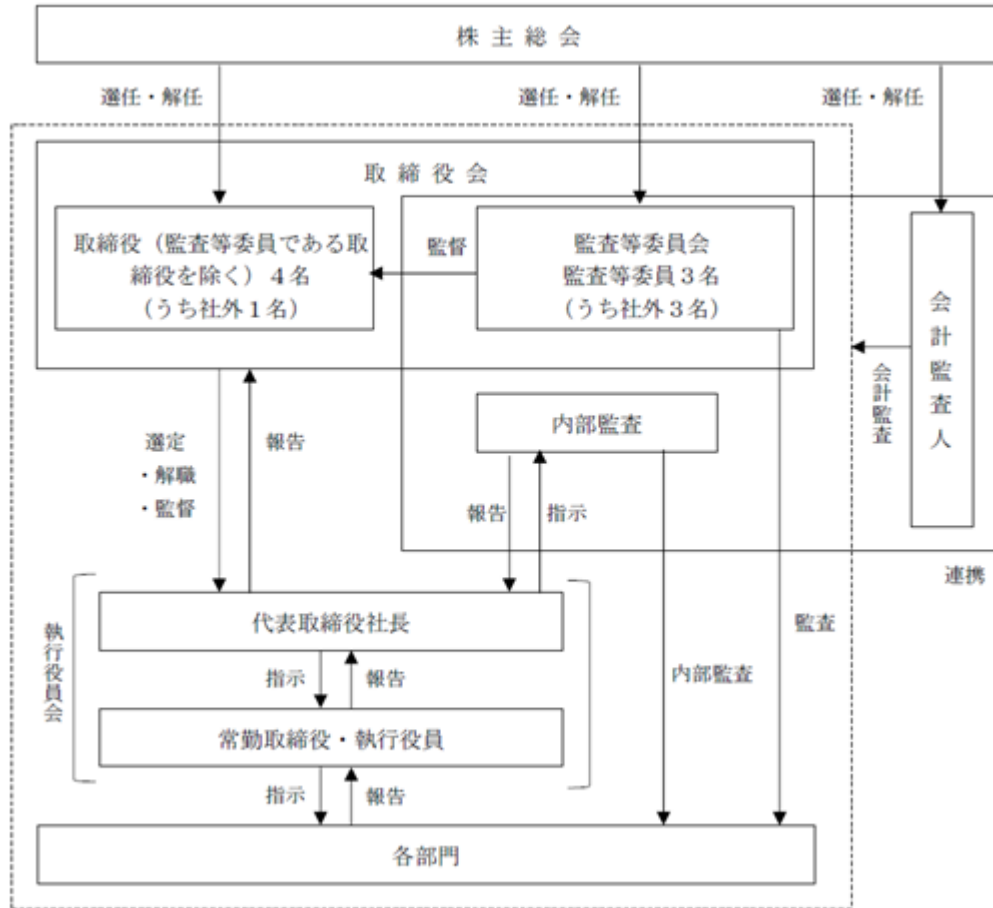 株主総会
選任・解任
選任・解任
選任・解任
取締役会
取締役（監査等委員である取
締役を除く）４名
（うち社外１名）
監督
監査等委員会
監査等委員３名
（うち社外３名）
会計監査人
会計監査
内部監査
選定
・解職
・監督
報告
報告
指示
連携
執行役員会
代表取締役社長
指示
報告
内部監査
監査
常勤取締役・執行役員
指示
報告
各部門